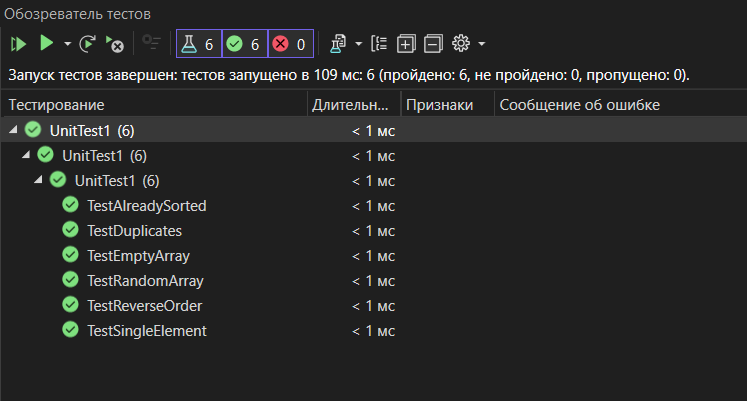 Обозреватель тестов
6 6 0
Запуск тестов завершен: тестов запущено в 109 мс: 6 (пройдено: 6, не пройдено: 0, пропущено: 0).
Тестирование Длительн... Признаки Сообщение об ошибке
UnitTest1 (6) < 1 мс
UnitTest1 (6) < 1 мс
UnitTest1 (6) < 1 мс
TestAlreadySorted < 1 мс
TestDuplicates < 1 мс
TestEmptyArray < 1 мс
TestRandomArray < 1 мс
TestReverseOrder < 1 мс
TestSingleElement < 1 мс